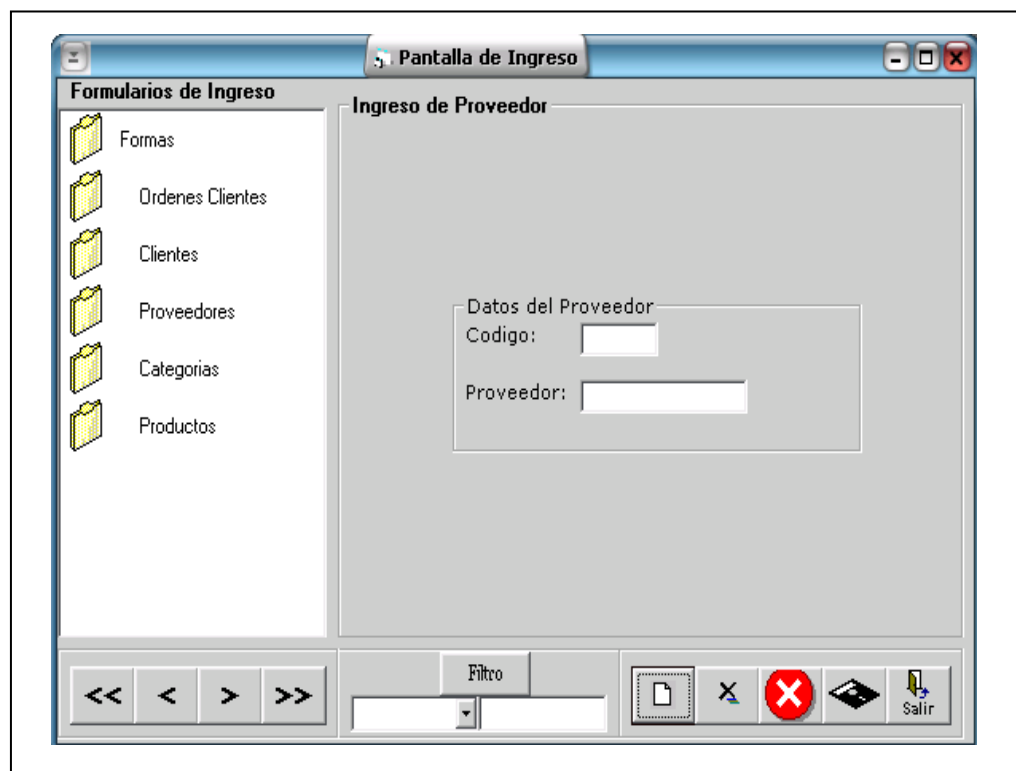 Pantalla de Ingreso
Formularios de Ingreso
Formas
Ordenes Clientes
Clientes
Proveedores
Categorias
Productos
Ingreso de Proveedor
Datos del Proveedor
Codigo:
Proveedor:
<< < > >>
Filtro
Salir